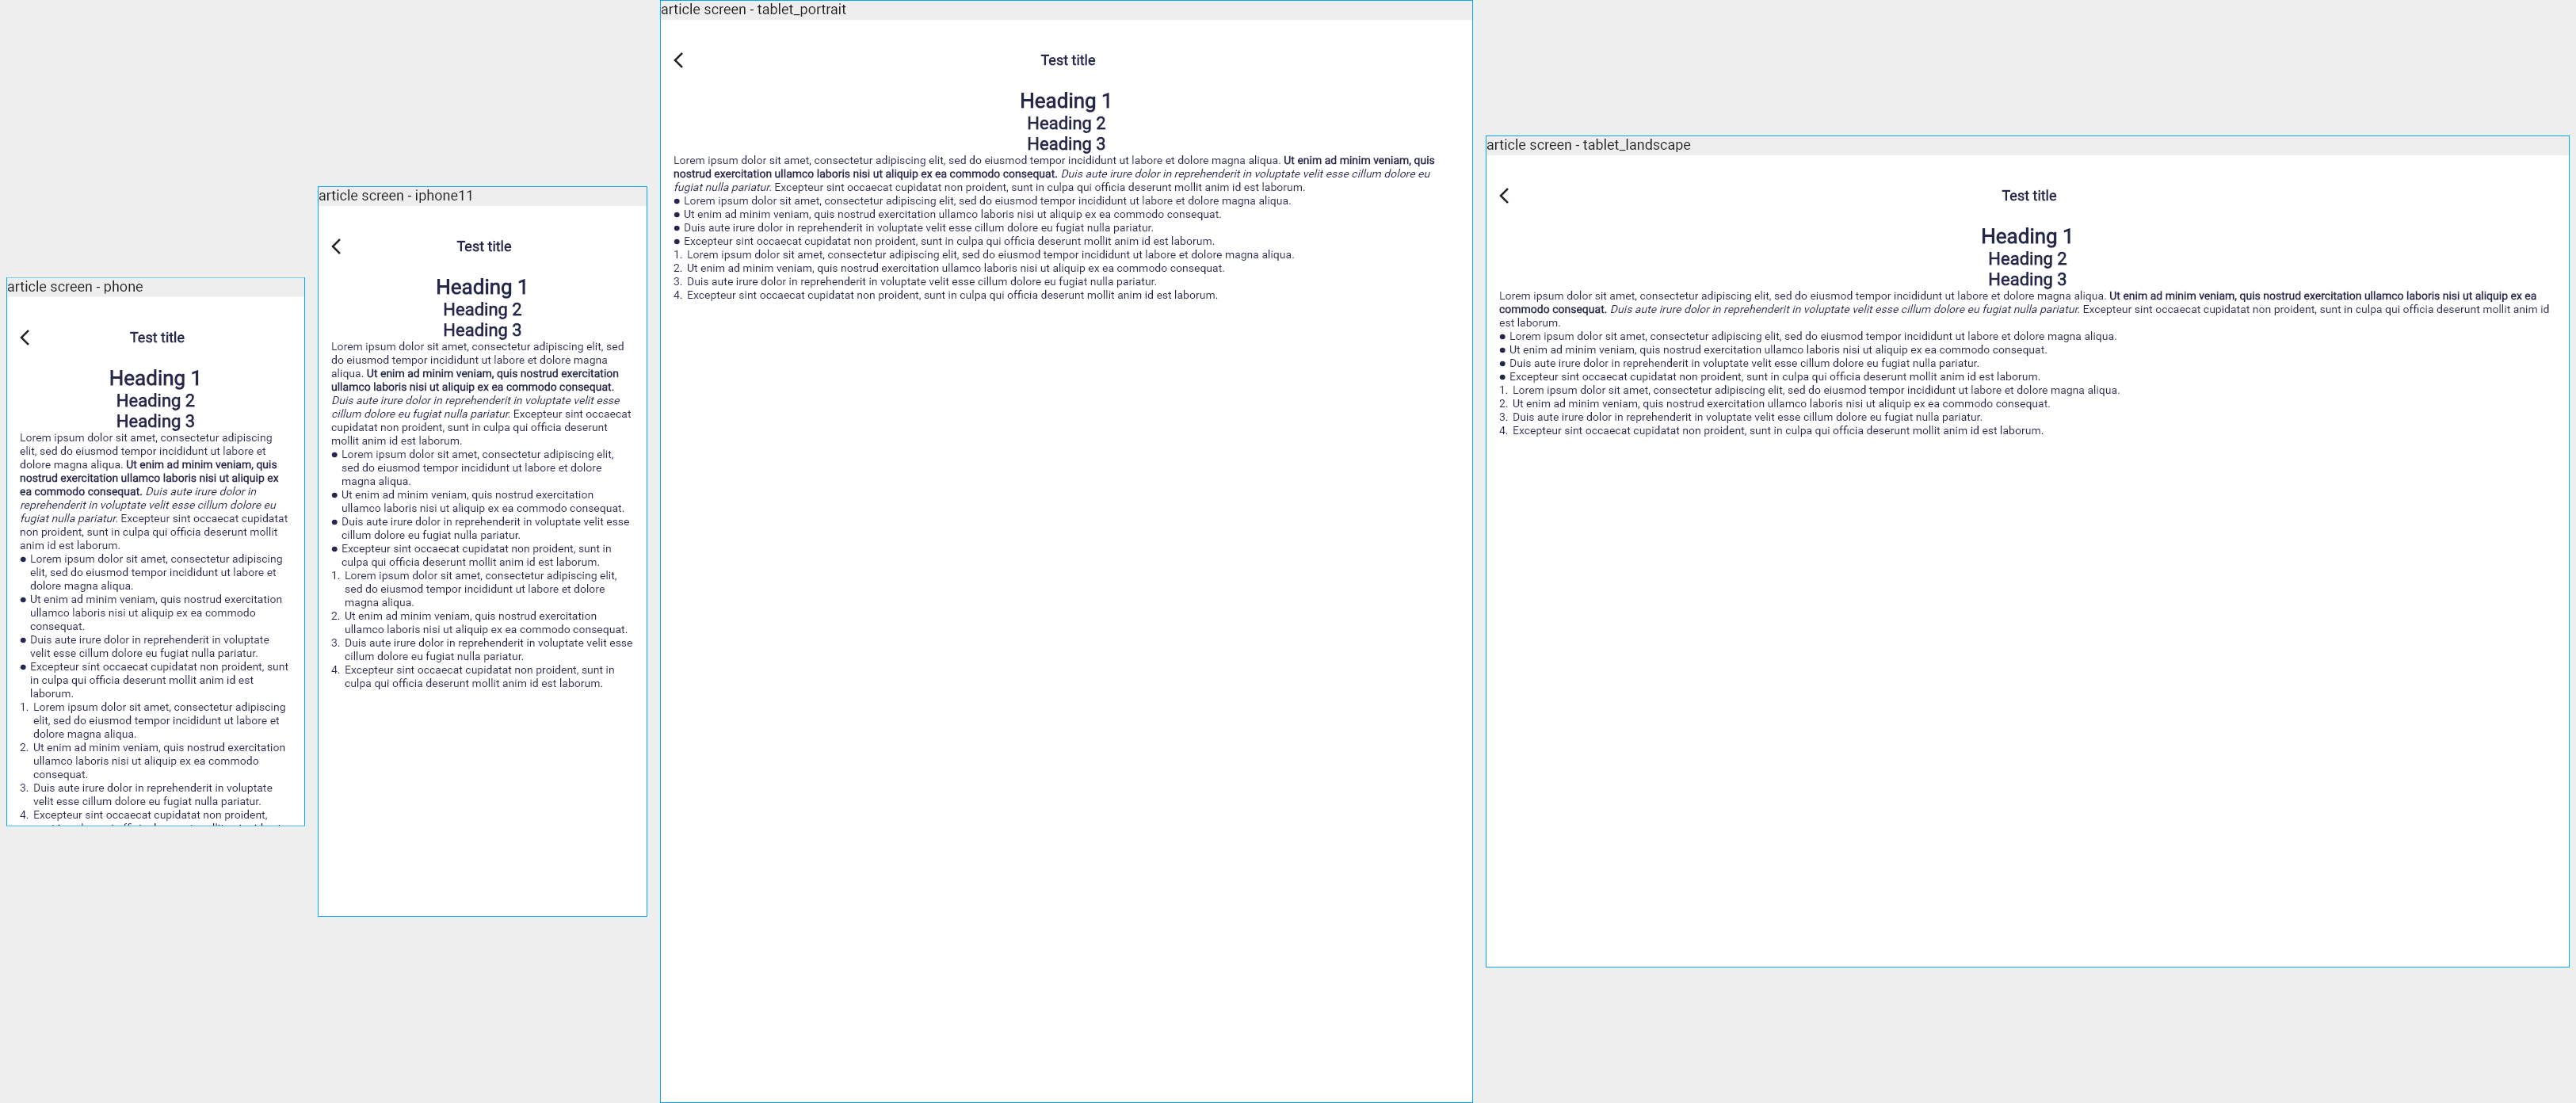 article screen - phone
Test title
Heading 1
Heading 2
Heading 3
Lorem ipsum dolor sit amet, consectetur adipiscing
elit, sed do eiusmod tempor incididunt ut labore et
dolore magna aliqua. Ut enim ad minim veniam, quis
nostrud exercitation ullamco laboris nisi ut aliquip ex
ea commodo consequat. Duis aute irure dolor in
reprehenderit in voluptate velit esse cillum dolore eu
fugiat nulla pariatur. Excepteur sint occaecat cupidatat
non proident, sunt in culpa qui officia deserunt mollit
anim id est laborum.
● Lorem ipsum dolor sit amet, consectetur adipiscing
elit, sed do eiusmod tempor incididunt ut labore et
dolore magna aliqua.
● Ut enim ad minim veniam, quis nostrud exercitation
ullamco laboris nisi ut aliquip ex ea commodo
consequat.
● Duis aute irure dolor in reprehenderit in voluptate
velit esse cillum dolore eu fugiat nulla pariatur.
● Excepteur sint occaecat cupidatat non proident, sunt
in culpa qui officia deserunt mollit anim id est
laborum.
1. Lorem ipsum dolor sit amet, consectetur adipiscing
elit, sed do eiusmod tempor incididunt ut labore et
dolore magna aliqua.
2. Ut enim ad minim veniam, quis nostrud exercitation
ullamco laboris nisi ut aliquip ex ea commodo
consequat.
3. Duis aute irure dolor in reprehenderit in voluptate
velit esse cillum dolore eu fugiat nulla pariatur.
4. Excepteur sint occaecat cupidatat non proident,
article screen - iphone11
Test title
Heading 1
Heading 2
Heading 3
Lorem ipsum dolor sit amet, consectetur adipiscing elit, sed
do eiusmod tempor incididunt ut labore et dolore magna
aliqua. Ut enim ad minim veniam, quis nostrud exercitation
ullamco laboris nisi ut aliquip ex ea commodo consequat.
Duis aute irure dolor in reprehenderit in voluptate velit esse
cillum dolore eu fugiat nulla pariatur. Excepteur sint occaecat
cupidatat non proident, sunt in culpa qui officia deserunt
mollit anim id est laborum.
● Lorem ipsum dolor sit amet, consectetur adipiscing elit,
sed do eiusmod tempor incididunt ut labore et dolore
magna aliqua.
● Ut enim ad minim veniam, quis nostrud exercitation
ullamco laboris nisi ut aliquip ex ea commodo consequat.
● Duis aute irure dolor in reprehenderit in voluptate velit esse
cillum dolore eu fugiat nulla pariatur.
● Excepteur sint occaecat cupidatat non proident, sunt in
culpa qui officia deserunt mollit anim id est laborum.
1. Lorem ipsum dolor sit amet, consectetur adipiscing elit,
sed do eiusmod tempor incididunt ut labore et dolore
magna aliqua.
2. Ut enim ad minim veniam, quis nostrud exercitation
ullamco laboris nisi ut aliquip ex ea commodo consequat.
3. Duis aute irure dolor in reprehenderit in voluptate velit esse
cillum dolore eu fugiat nulla pariatur.
4. Excepteur sint occaecat cupidatat non proident, sunt in
culpa qui officia deserunt mollit anim id est laborum.
article screen - tablet_portrait
Test title
Heading 1
Heading 2
Heading 3
Lorem ipsum dolor sit amet, consectetur adipiscing elit, sed do eiusmod tempor incididunt ut labore et dolore magna aliqua. Ut enim ad minim veniam, quis
nostrud exercitation ullamco laboris nisi ut aliquip ex ea commodo consequat. Duis aute irure dolor in reprehenderit in voluptate velit esse cillum dolore eu
fugiat nulla pariatur. Excepteur sint occaecat cupidatat non proident, sunt in culpa qui officia deserunt mollit anim id est laborum.
● Lorem ipsum dolor sit amet, consectetur adipiscing elit, sed do eiusmod tempor incididunt ut labore et dolore magna aliqua.
● Ut enim ad minim veniam, quis nostrud exercitation ullamco laboris nisi ut aliquip ex ea commodo consequat.
● Duis aute irure dolor in reprehenderit in voluptate velit esse cillum dolore eu fugiat nulla pariatur.
● Excepteur sint occaecat cupidatat non proident, sunt in culpa qui officia deserunt mollit anim id est laborum.
1. Lorem ipsum dolor sit amet, consectetur adipiscing elit, sed do eiusmod tempor incididunt ut labore et dolore magna aliqua.
2. Ut enim ad minim veniam, quis nostrud exercitation ullamco laboris nisi ut aliquip ex ea commodo consequat.
3. Duis aute irure dolor in reprehenderit in voluptate velit esse cillum dolore eu fugiat nulla pariatur.
4. Excepteur sint occaecat cupidatat non proident, sunt in culpa qui officia deserunt mollit anim id est laborum.
article screen - tablet_landscape
Test title
Heading 1
Heading 2
Heading 3
Lorem ipsum dolor sit amet, consectetur adipiscing elit, sed do eiusmod tempor incididunt ut labore et dolore magna aliqua. Ut enim ad minim veniam, quis nostrud exercitation ullamco laboris nisi ut aliquip ex ea
commodo consequat. Duis aute irure dolor in reprehenderit in voluptate velit esse cillum dolore eu fugiat nulla pariatur. Excepteur sint occaecat cupidatat non proident, sunt in culpa qui officia deserunt mollit anim id
est laborum.
● Lorem ipsum dolor sit amet, consectetur adipiscing elit, sed do eiusmod tempor incididunt ut labore et dolore magna aliqua.
● Ut enim ad minim veniam, quis nostrud exercitation ullamco laboris nisi ut aliquip ex ea commodo consequat.
● Duis aute irure dolor in reprehenderit in voluptate velit esse cillum dolore eu fugiat nulla pariatur.
● Excepteur sint occaecat cupidatat non proident, sunt in culpa qui officia deserunt mollit anim id est laborum.
1. Lorem ipsum dolor sit amet, consectetur adipiscing elit, sed do eiusmod tempor incididunt ut labore et dolore magna aliqua.
2. Ut enim ad minim veniam, quis nostrud exercitation ullamco laboris nisi ut aliquip ex ea commodo consequat.
3. Duis aute irure dolor in reprehenderit in voluptate velit esse cillum dolore eu fugiat nulla pariatur.
4. Excepteur sint occaecat cupidatat non proident, sunt in culpa qui officia deserunt mollit anim id est laborum.